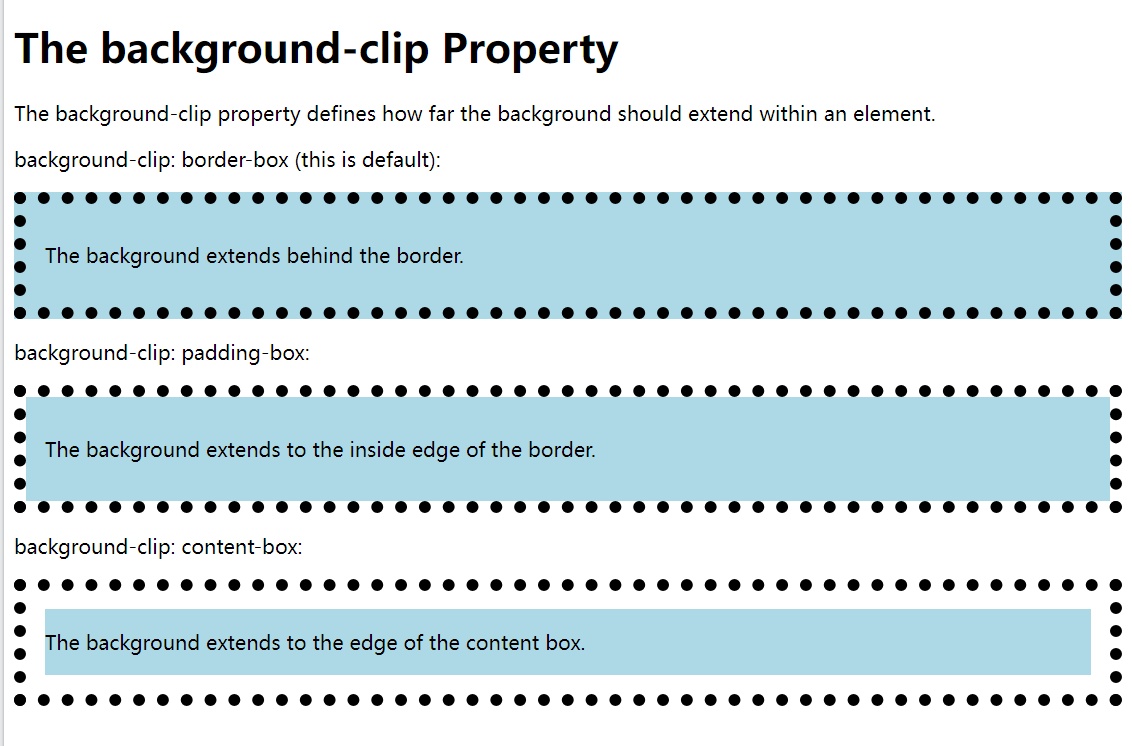 The background-clip Property
The background-clip property defines how far the background should extend within an element.
background-clip: border-box (this is default):
The background extends behind the border.
background-clip: padding-box:
The background extends to the inside edge of the border.
background-clip: content-box:
The background extends to the edge of the content box.